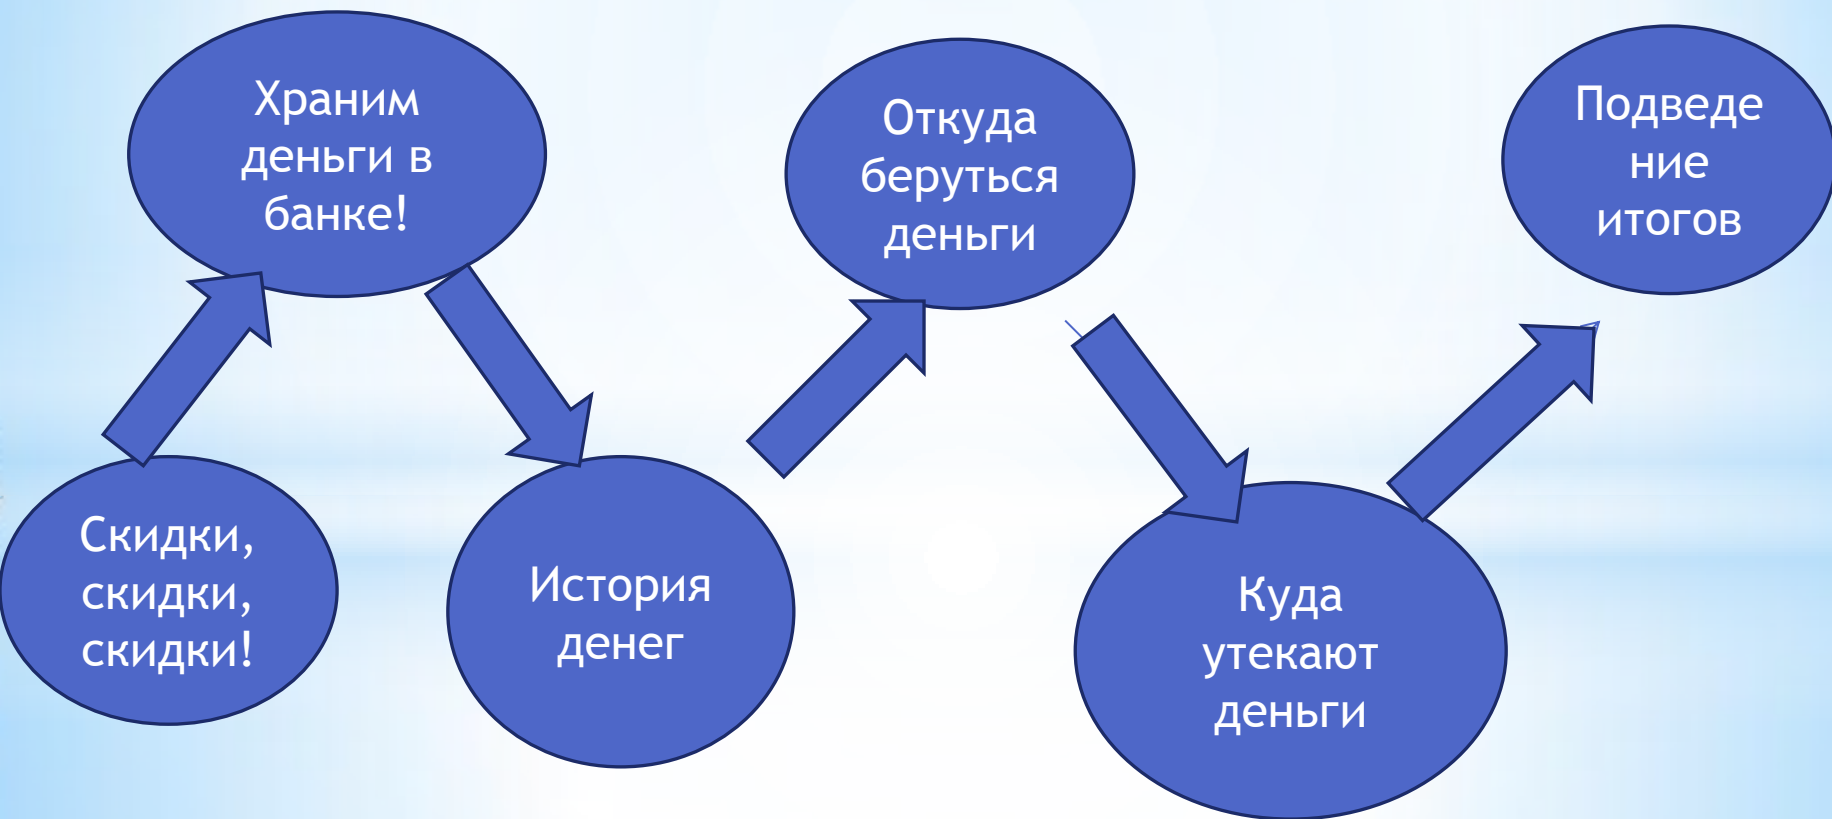 Храним
деньги в
банке!
Откуда
беруться
деньги
Подведе
ние
итогов
Скидки,
скидки,
скидки!
История
денег
Куда
утекают
деньги